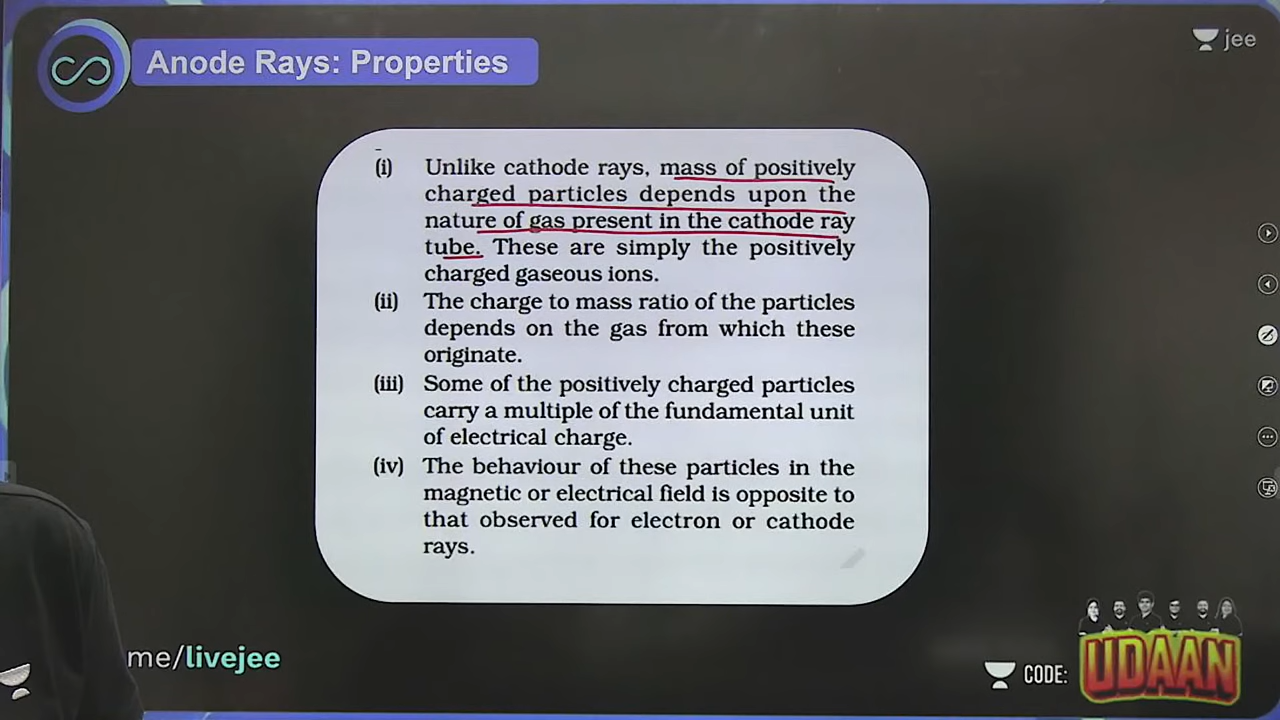 Anode Rays: Properties
jee
(i) Unlike cathode rays, mass of positively
charged particles depends upon the
nature of gas present in the cathode ray
tube. These are simply the positively
charged gaseous ions.
(ii) The charge to mass ratio of the particles
depends on the gas from which these
originate.
(iii) Some of the positively charged particles
carry a multiple of the fundamental unit
of electrical charge.
(iv) The behaviour of these particles in the
magnetic or electrical field is opposite to
that observed for electron or cathode
rays.
me/livejee
CODE: UDAAN